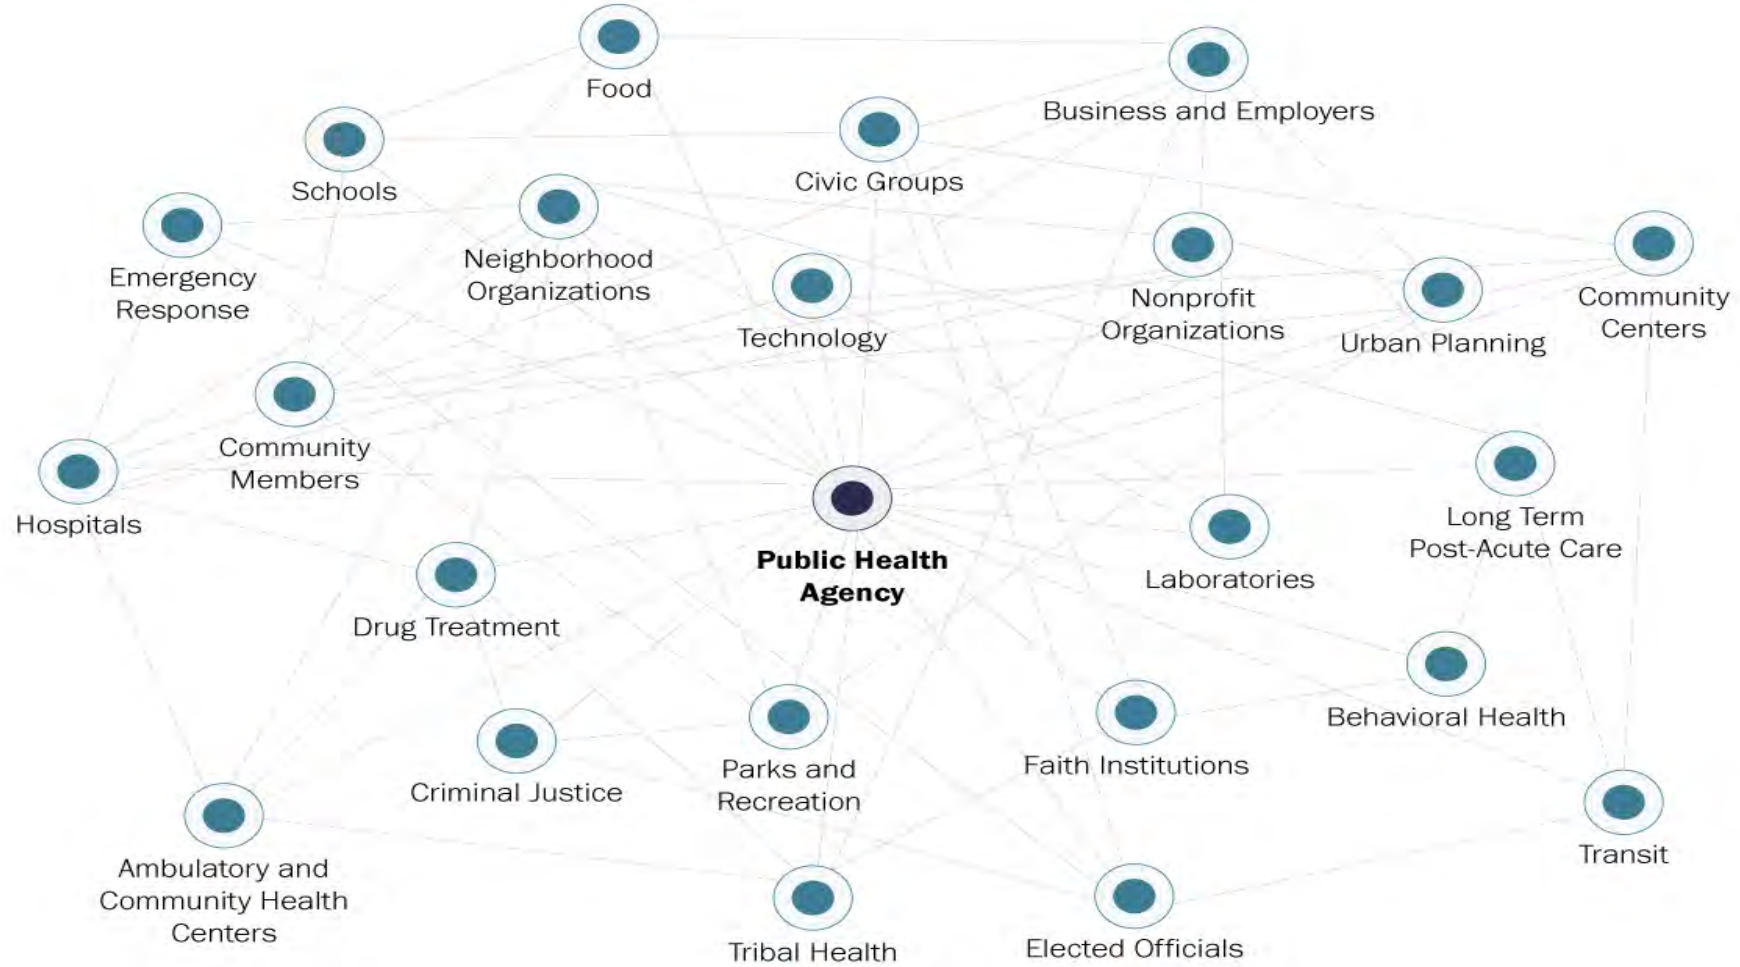 Food
Business and Employers
Schools
Civic Groups
Emergency
Response
Neighborhood
Organizations
Technology
Nonprofit
Organizations
Urban Planning
Community
Centers
Community
Members
Hospitals
Public Health
Agency
Laboratories
Long Term
Post-Acute Care
Drug Treatment
Behavioral Health
Criminal Justice
Parks and
Recreation
Faith Institutions
Transit
Ambulatory and
Community Health
Centers
Tribal Health
Elected Officials